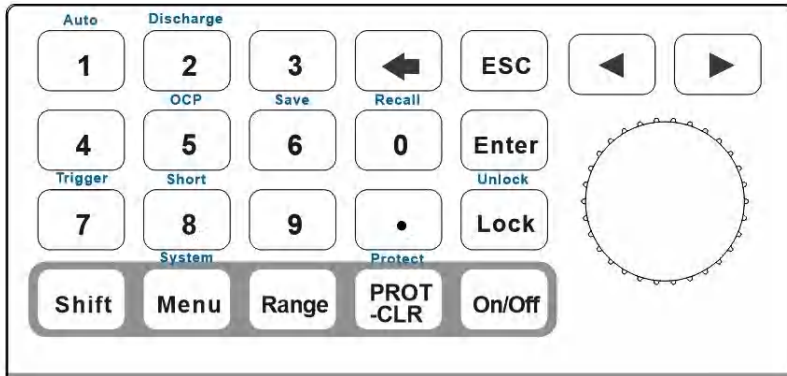 Auto Discharge
1 2 3 ESC
OCP Save Recall
4 5 6 0 Enter
Trigger Short Unlock
7 8 9 . Lock
System Protect
Shift Menu Range PROT
-CLR On/Off